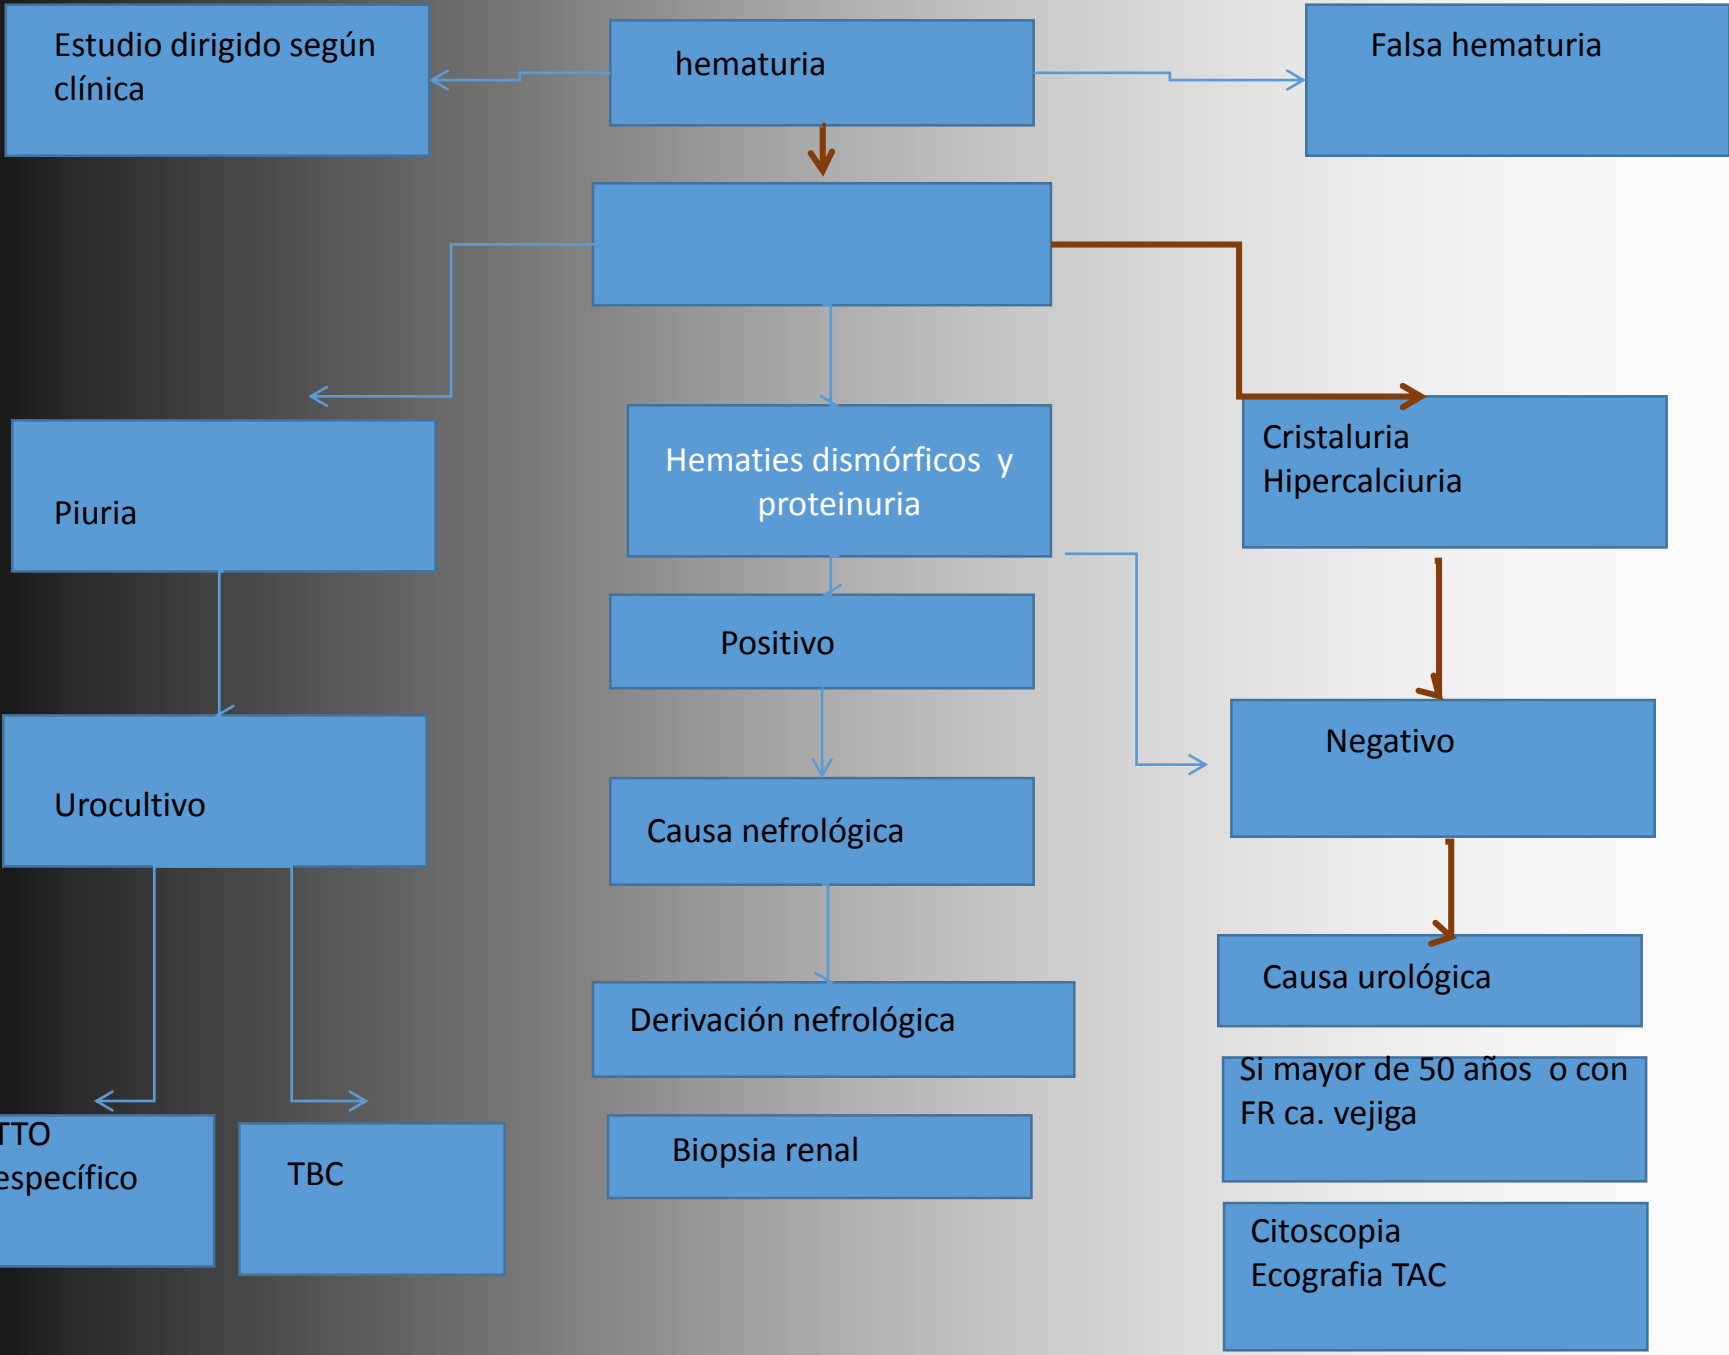 Estudio dirigido según
clínica
hematuria
Falsa hematuria
Piuria
Hematies dismórficos y
proteinuria
Cristaluria
Hipercalciuria
Positivo
Negativo
Urocultivo
Causa nefrológica
Causa urológica
Derivación nefrológica
Si mayor de 50 años o con
FR ca. vejiga
TTO
específico
TBC
Biopsia renal
Citoscopia
Ecografia TAC